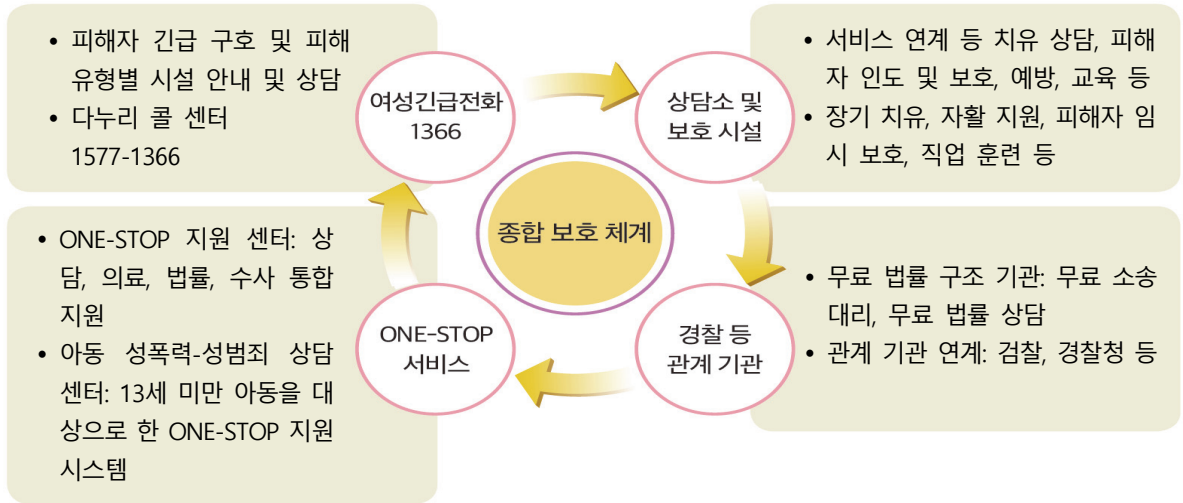 • 피해자 긴급 구호 및 피해
유형별 시설 안내 및 상담
• 다누리 콜 센터
1577-1366
여성긴급전화
1366
상담소 및
보호 시설
• 서비스 연계 등 치유 상담, 피해
자 인도 및 보호, 예방, 교육 등
• 장기 치유, 자활 지원, 피해자 임
시 보호, 직업 훈련 등
종합 보호 체계
• ONE-STOP 지원 센터: 상
담, 의료, 법률, 수사 통합
지원
• 아동 성폭력-성범죄 상담
센터: 13세 미만 아동을 대
상으로 한 ONE-STOP 지원
시스템
ONE-STOP
서비스
경찰 등
관계 기관
• 무료 법률 구조 기관: 무료 소송
대리, 무료 법률 상담
• 관계 기관 연계: 검찰, 경찰청 등